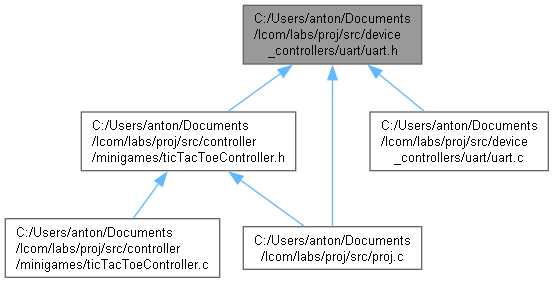 C:/Users/anton/Documents
/lcom/labs/proj/src/device
_controllers/uart/uart.h
C:/Users/anton/Documents
/lcom/labs/proj/src/controller
/minigames/ticTacToeController.h
C:/Users/anton/Documents
/lcom/labs/proj/src/device
_controllers/uart/uart.c
C:/Users/anton/Documents
/lcom/labs/proj/src/controller
/minigames/ticTacToeController.c
C:/Users/anton/Documents
/lcom/labs/proj/src/proj.c